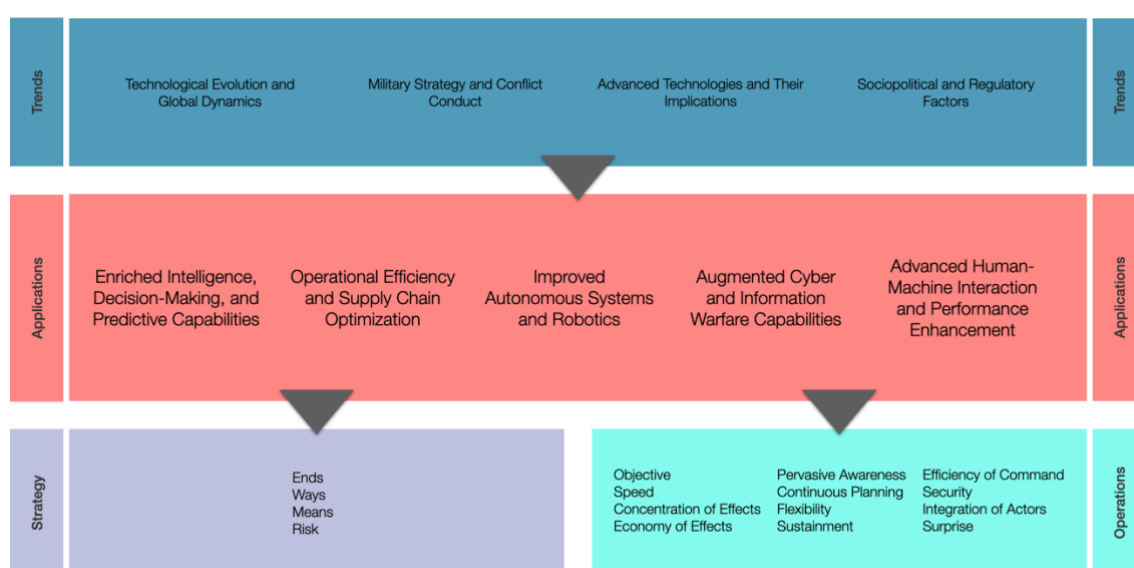 Trends
Technological Evolution and
Global Dynamics
Military Strategy and Conflict
Conduct
Advanced Technologies and Their
Implications
Sociopolitical and Regulatory
Factors
Trends
Applications
Enriched Intelligence,
Decision-Making, and
Predictive Capabilities
Operational Efficiency
and Supply Chain
Optimization
Improved
Autonomous Systems
and Robotics
Augmented Cyber
and Information
Warfare Capabilities
Advanced Human-
Machine Interaction
and Performance
Enhancement
Applications
Strategy
Ends
Ways
Means
Risk
Objective
Speed
Concentration of Effects
Economy of Effects
Pervasive Awareness
Continuous Planning
Flexibility
Sustainment
Efficiency of Command
Security
Integration of Actors
Surprise
Operations